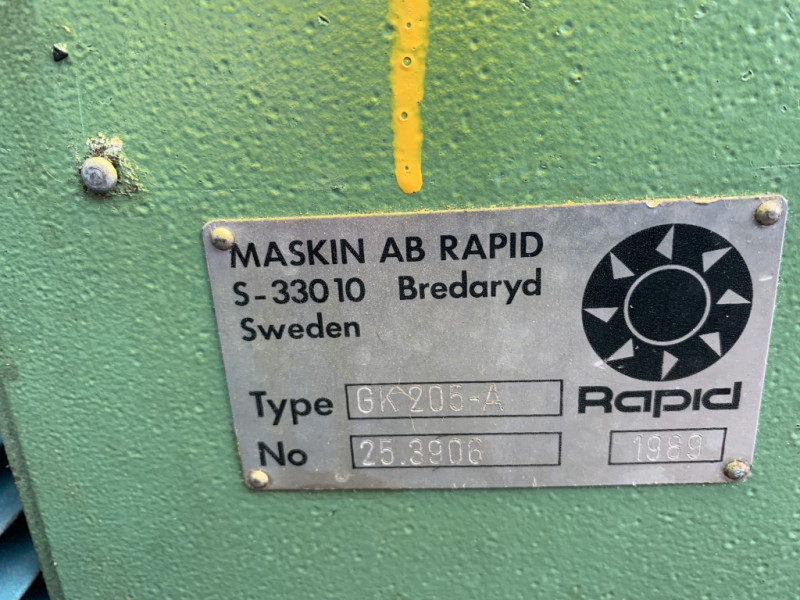 MASKIN AB RAPID
S-33010 Bredaryd
Sweden
Rapid
Type GK 205-A
No 25.3906 1989